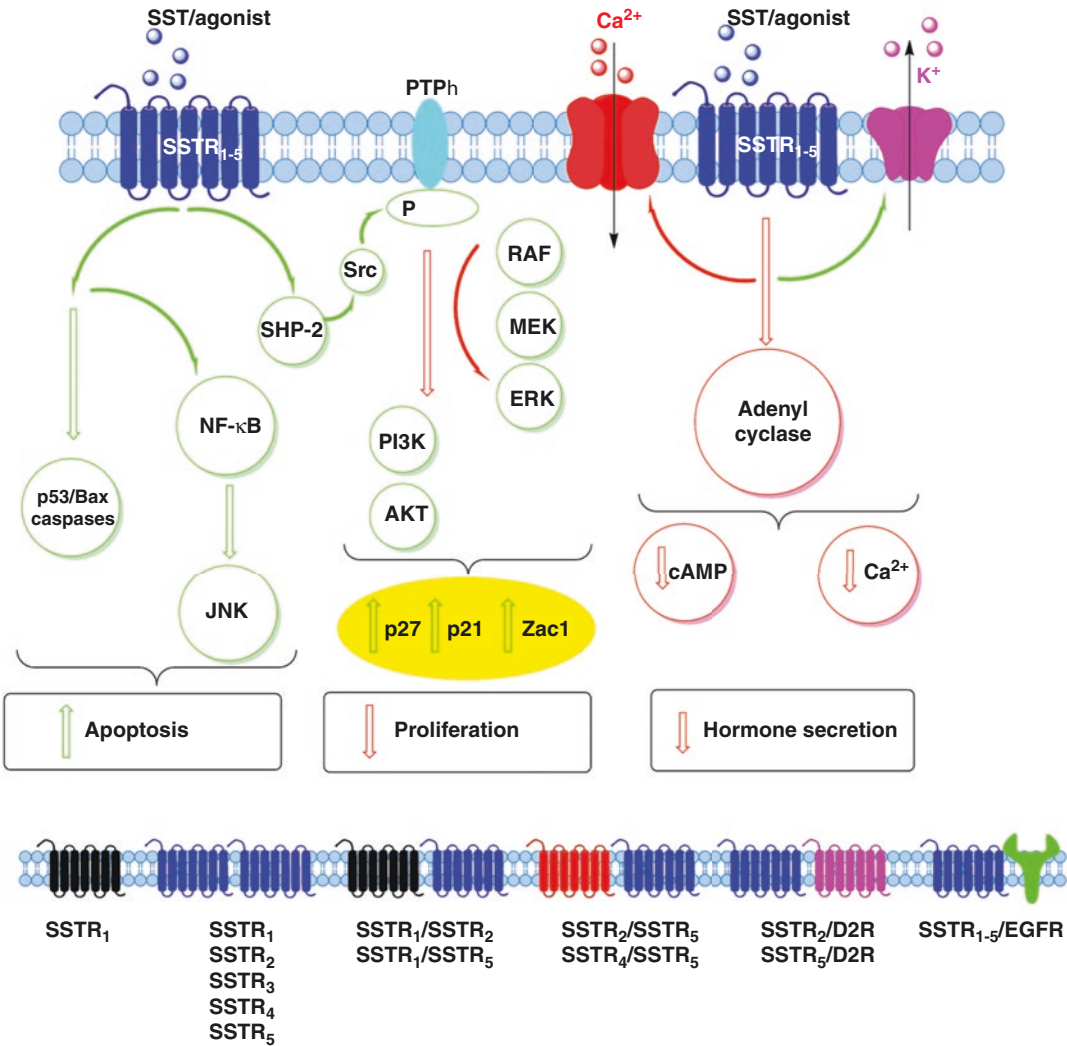 SST/agonist
Ca²⁺
SST/agonist
K⁺
PTPh
SSTR₁₋₅
SSTR₁₋₅
P
RAF
Src
MEK
SHP-2
ERK
NF-κB
PI3K
Adenyl
cyclase
p53/Bax
caspases
AKT
cAMP
Ca²⁺
JNK
p27
p21
Zac1
Apoptosis
Proliferation
Hormone secretion
SSTR₁
SSTR₁
SSTR₂
SSTR₃
SSTR₄
SSTR₅
SSTR₁/SSTR₂
SSTR₁/SSTR₅
SSTR₂/SSTR₅
SSTR₄/SSTR₅
SSTR₂/D2R
SSTR₅/D2R
SSTR₁₋₅/EGFR